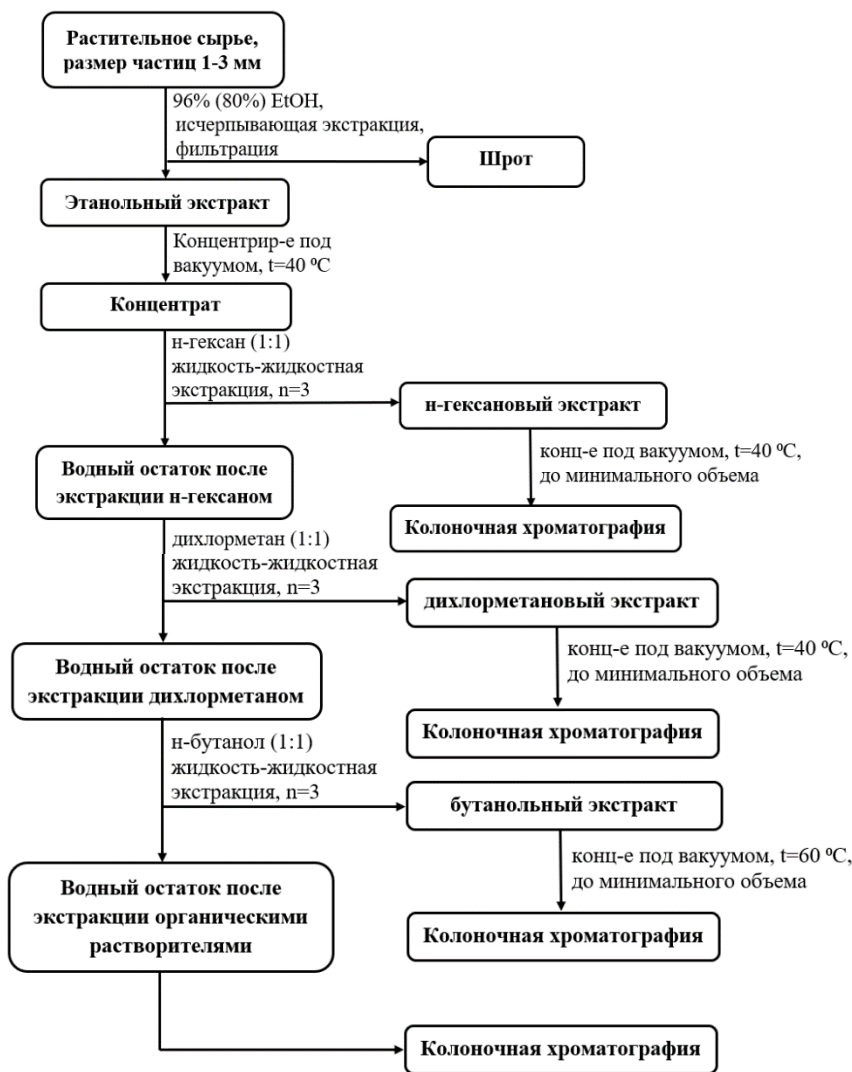 Растительное сырье,
размер частиц 1-3 мм
96% (80%) EtOH,
исчерпывающая экстракция,
фильтрация
Шрот
Этанольный экстракт
Концентрир-е под
вакуумом, t=40 ⁰С
Концентрат
н-гексан (1:1)
жидкость-жидкостная
экстракция, n=3
н-гексановый экстракт
конц-е под вакуумом, t=40 ⁰С,
до минимального объема
Водный остаток после
экстракции н-гексаном
Колоночная хроматография
дихлорметан (1:1)
жидкость-жидкостная
экстракция, n=3
дихлорметановый экстракт
конц-е под вакуумом, t=40 ⁰С,
до минимального объема
Водный остаток после
экстракции дихлорметаном
Колоночная хроматография
н-бутанол (1:1)
жидкость-жидкостная
экстракция, n=3
бутанольный экстракт
конц-е под вакуумом, t=60 ⁰С,
до минимального объема
Водный остаток после
экстракции органическими
растворителями
Колоночная хроматография
Колоночная хроматография